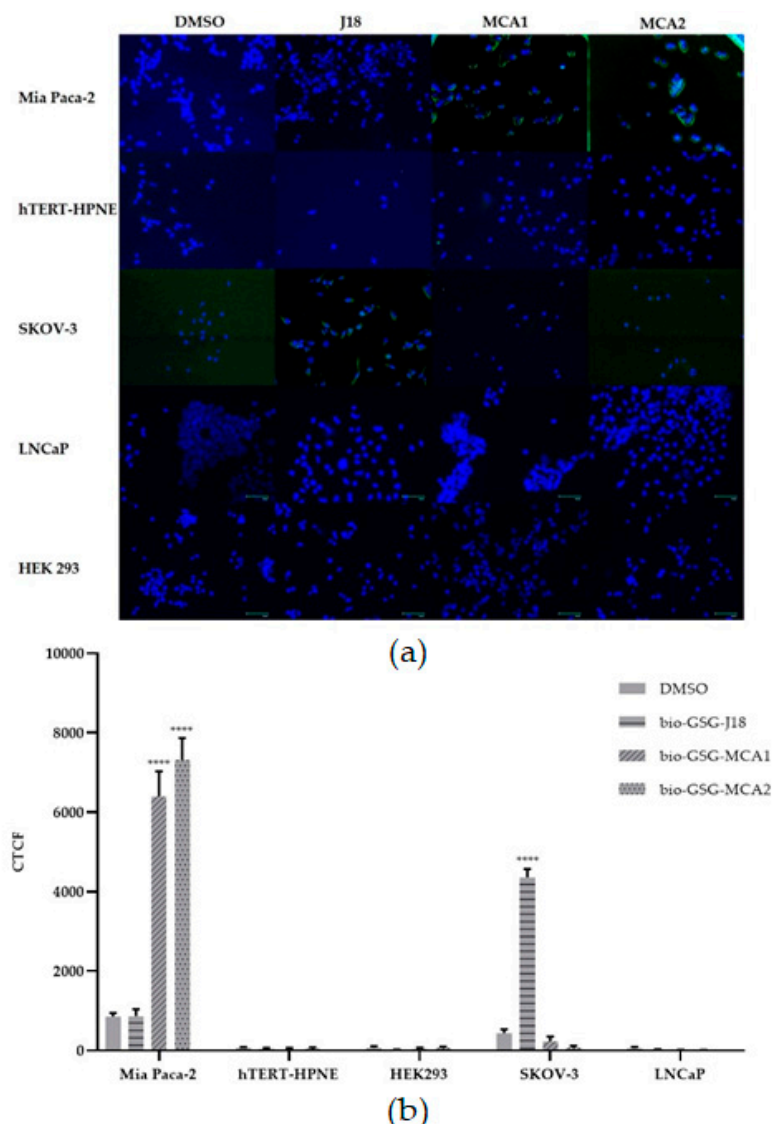 DMSO J18 MCA1 MCA2
Mia Paca-2
hTERT-HPNE
SKOV-3
LNCaP
HEK 293
(a)
10000
8000
6000
4000
2000
0
CTCF
**** ****
****
DMSO
bio-GSG-J18
bio-GSG-MCA1
bio-GSG-MCA2
Mia Paca-2 hTERT-HPNE HEK293 SKOV-3 LNCaP
(b)